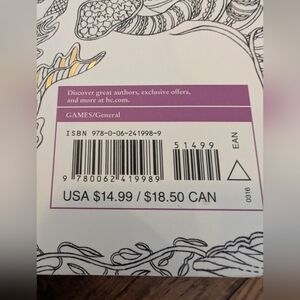 Discover great authors, exclusive offers,
and more at hc.com.
GAMES/General
ISBN 978-0-06-241998-9
51499
EAN
9 780062 419989
USA $14.99 / $18.50 CAN
0316